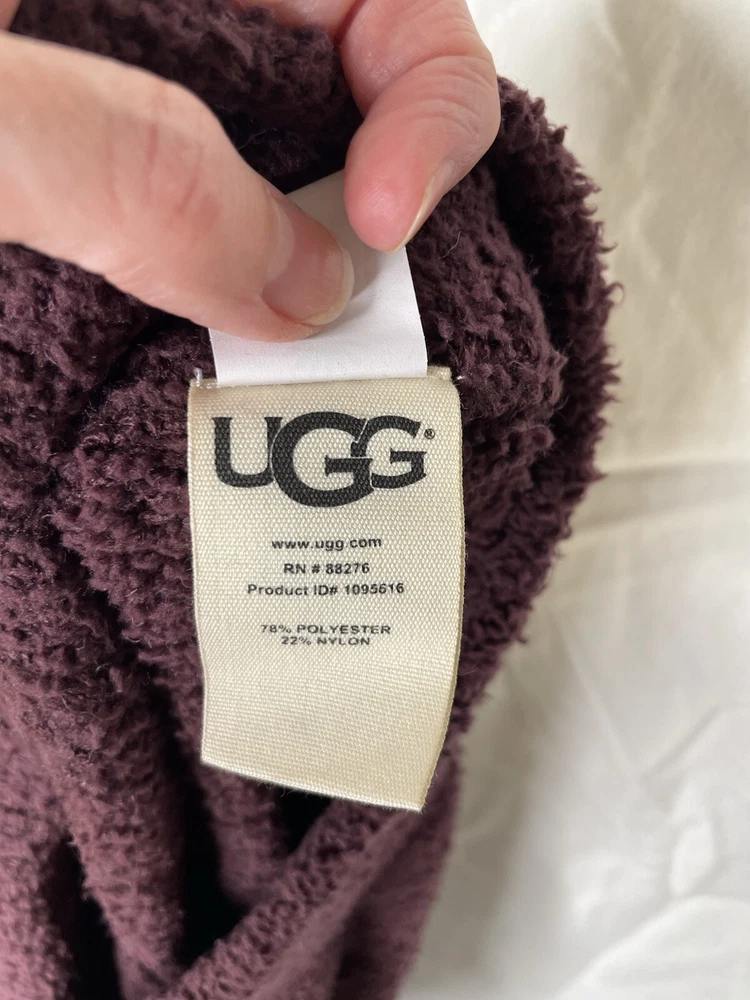 UGG®
www.ugg.com
RN # 88276
Product ID# 1095616
78% POLYESTER
22% NYLON